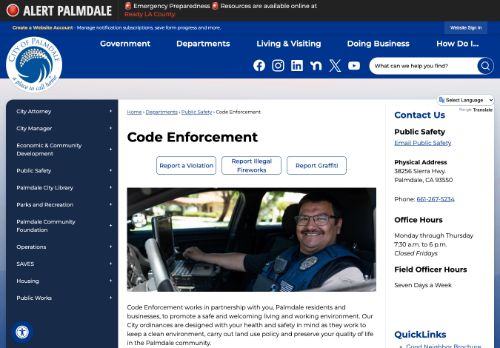 ALERT PALMDALE
🚨 Emergency Preparedness 🚨 Resources are available online at
Ready LA County.
Create a Website Account - Manage notification subscriptions, save form progress and more.
Website Sign In
CITY OF PALMDALE
a place to call home
Government
Departments
Living & Visiting
Doing Business
How Do I...
What can we help you find?
Select Language
Google Translate
City Attorney
City Manager
Economic & Community
Development
Public Safety
Palmdale City Library
Parks and Recreation
Palmdale Community
Foundation
Operations
SAVES
Housing
Public Works
Home › Departments › Public Safety › Code Enforcement
Code Enforcement
Report a Violation
Report Illegal
Fireworks
Report Graffiti
Code Enforcement works in partnership with you, Palmdale residents and
businesses, to promote a safe and welcoming living and working environment. Our
City ordinances are designed with your health and safety in mind as they work to
keep a clean environment, carry out land use policy and preserve your quality of life
in the Palmdale community.
Contact Us
Public Safety
Email Public Safety
Physical Address
38256 Sierra Hwy.
Palmdale, CA 93550
Phone: 661-267-5234
Office Hours
Monday through Thursday
7:30 a.m. to 6 p.m.
Closed Fridays
Field Officer Hours
Seven Days a Week
QuickLinks
Good Neighbor Brochure